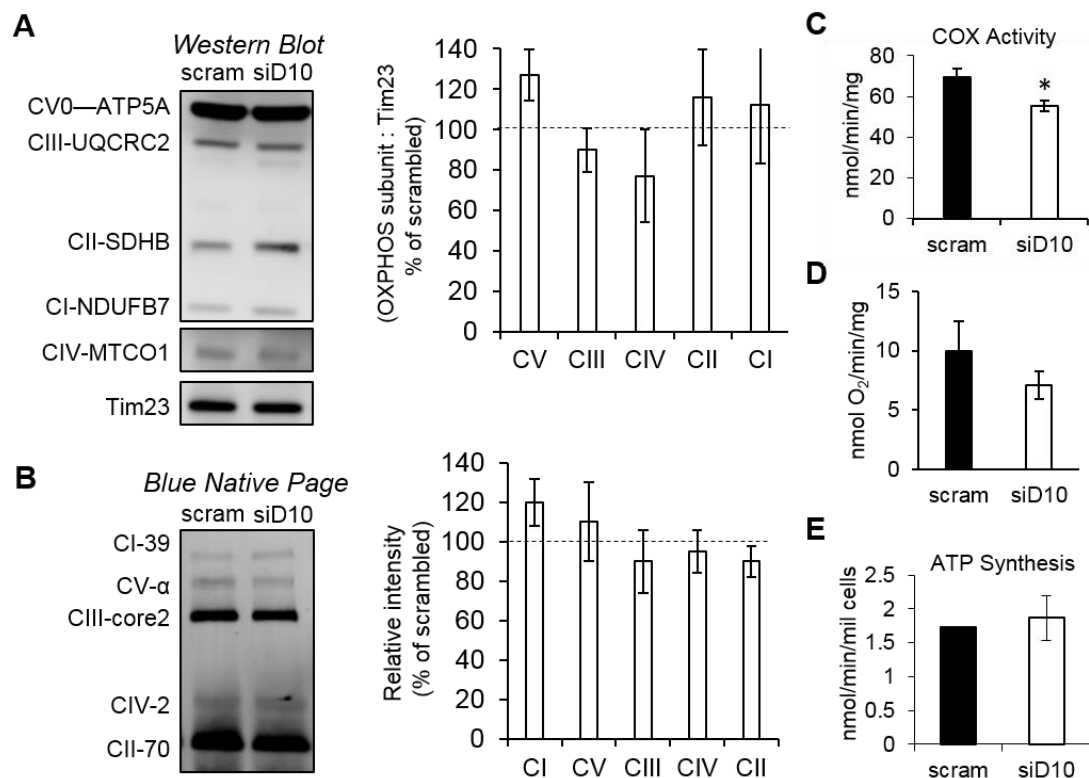 A
Western Blot
scram siD10
CV0—ATP5A
CIII-UQCRC2
CII-SDHB
CI-NDUFB7
CIV-MTCO1
Tim23
(OXPHOS subunit : Tim23
% of scrambled)
140
120
100
80
60
40
20
0
CV CIII CIV CII CI
B
Blue Native Page
scram siD10
CI-39
CV-α
CIII-core2
CIV-2
CII-70
Relative intensity
(% of scrambled)
140
120
100
80
60
40
20
0
CI CV CIII CIV CII
C
COX Activity
nmol/min/mg
80
60
40
20
0
*
scram siD10
D
nmol O₂/min/mg
15
10
5
0
scram siD10
E
ATP Synthesis
nmol/min/mil cells
2.5
2
1.5
1
0.5
0
scram siD10